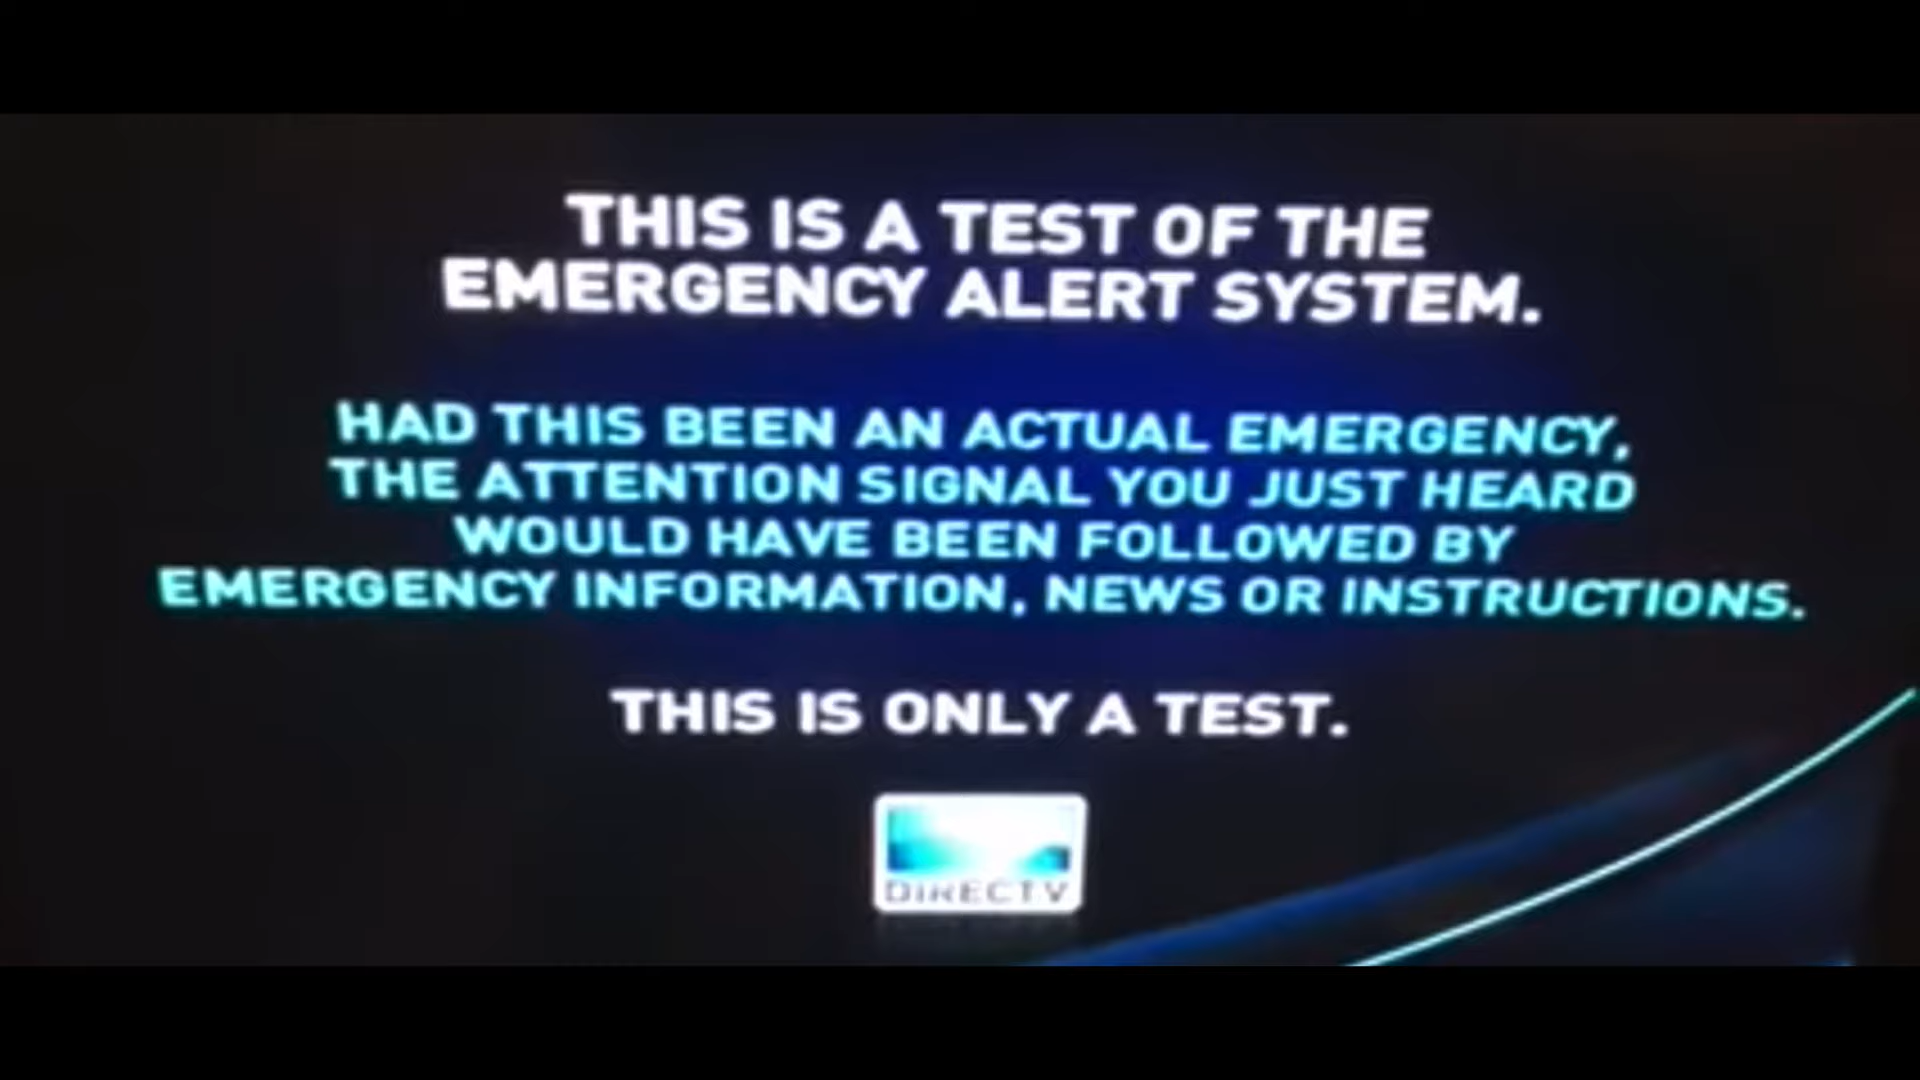 THIS IS A TEST OF THE
EMERGENCY ALERT SYSTEM.
HAD THIS BEEN AN ACTUAL EMERGENCY,
THE ATTENTION SIGNAL YOU JUST HEARD
WOULD HAVE BEEN FOLLOWED BY
EMERGENCY INFORMATION, NEWS OR INSTRUCTIONS.
THIS IS ONLY A TEST.
DIRECTV